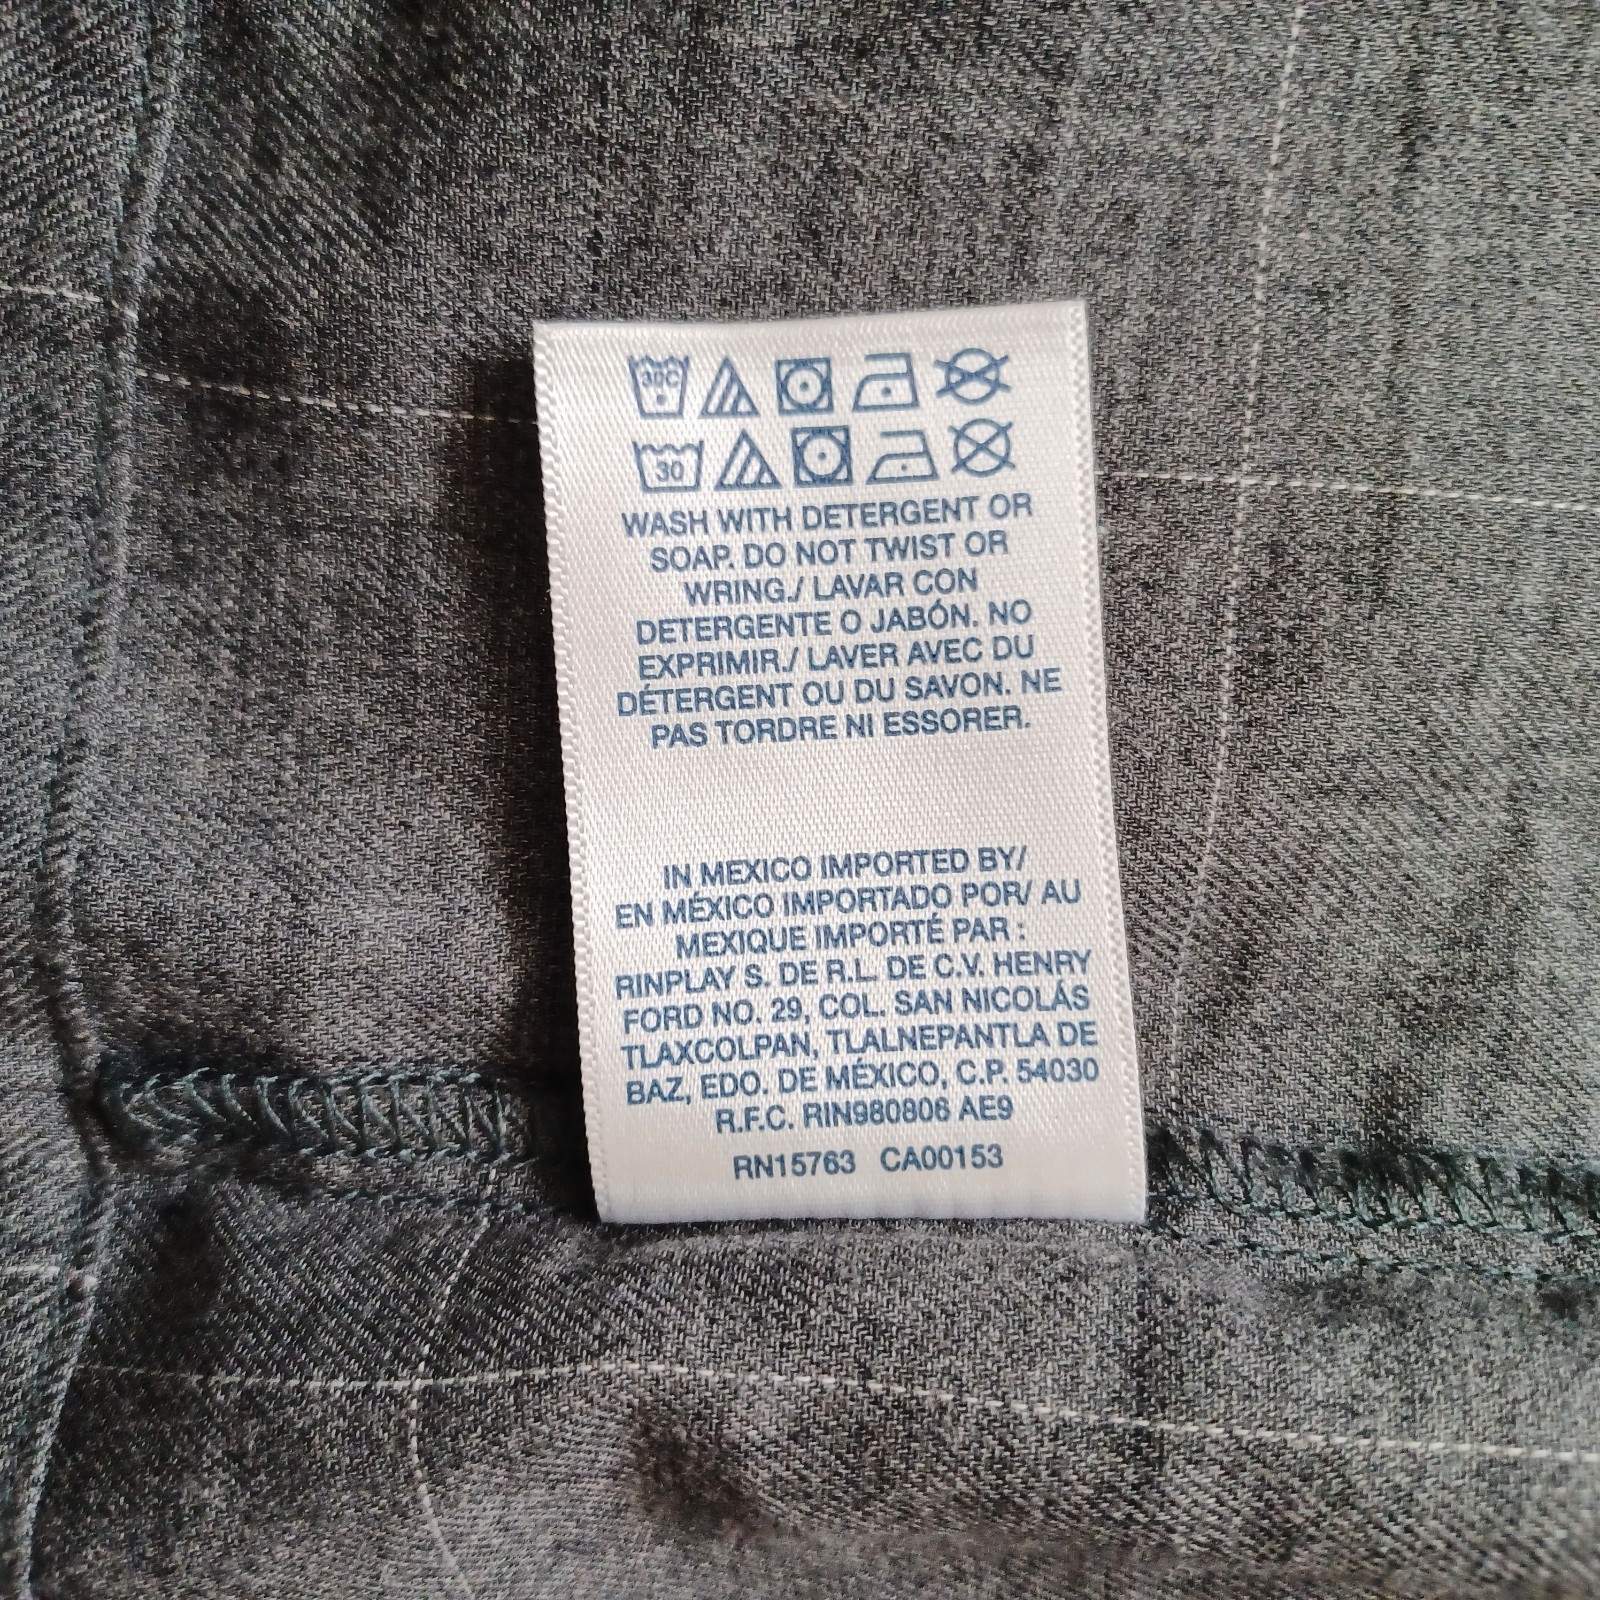 30C
30
WASH WITH DETERGENT OR
SOAP. DO NOT TWIST OR
WRING./ LAVAR CON
DETERGENTE O JABÓN. NO
EXPRIMIR./ LAVER AVEC DU
DÉTERGENT OU DU SAVON. NE
PAS TORDRE NI ESSORER.
IN MEXICO IMPORTED BY/
EN MÉXICO IMPORTADO POR/ AU
MEXIQUE IMPORTÉ PAR :
RINPLAY S. DE R.L. DE C.V. HENRY
FORD NO. 29, COL. SAN NICOLÁS
TLAXCOLPAN, TLALNEPANTLA DE
BAZ, EDO. DE MÉXICO, C.P. 54030
R.F.C. RIN980806 AE9
RN15763 CA00153